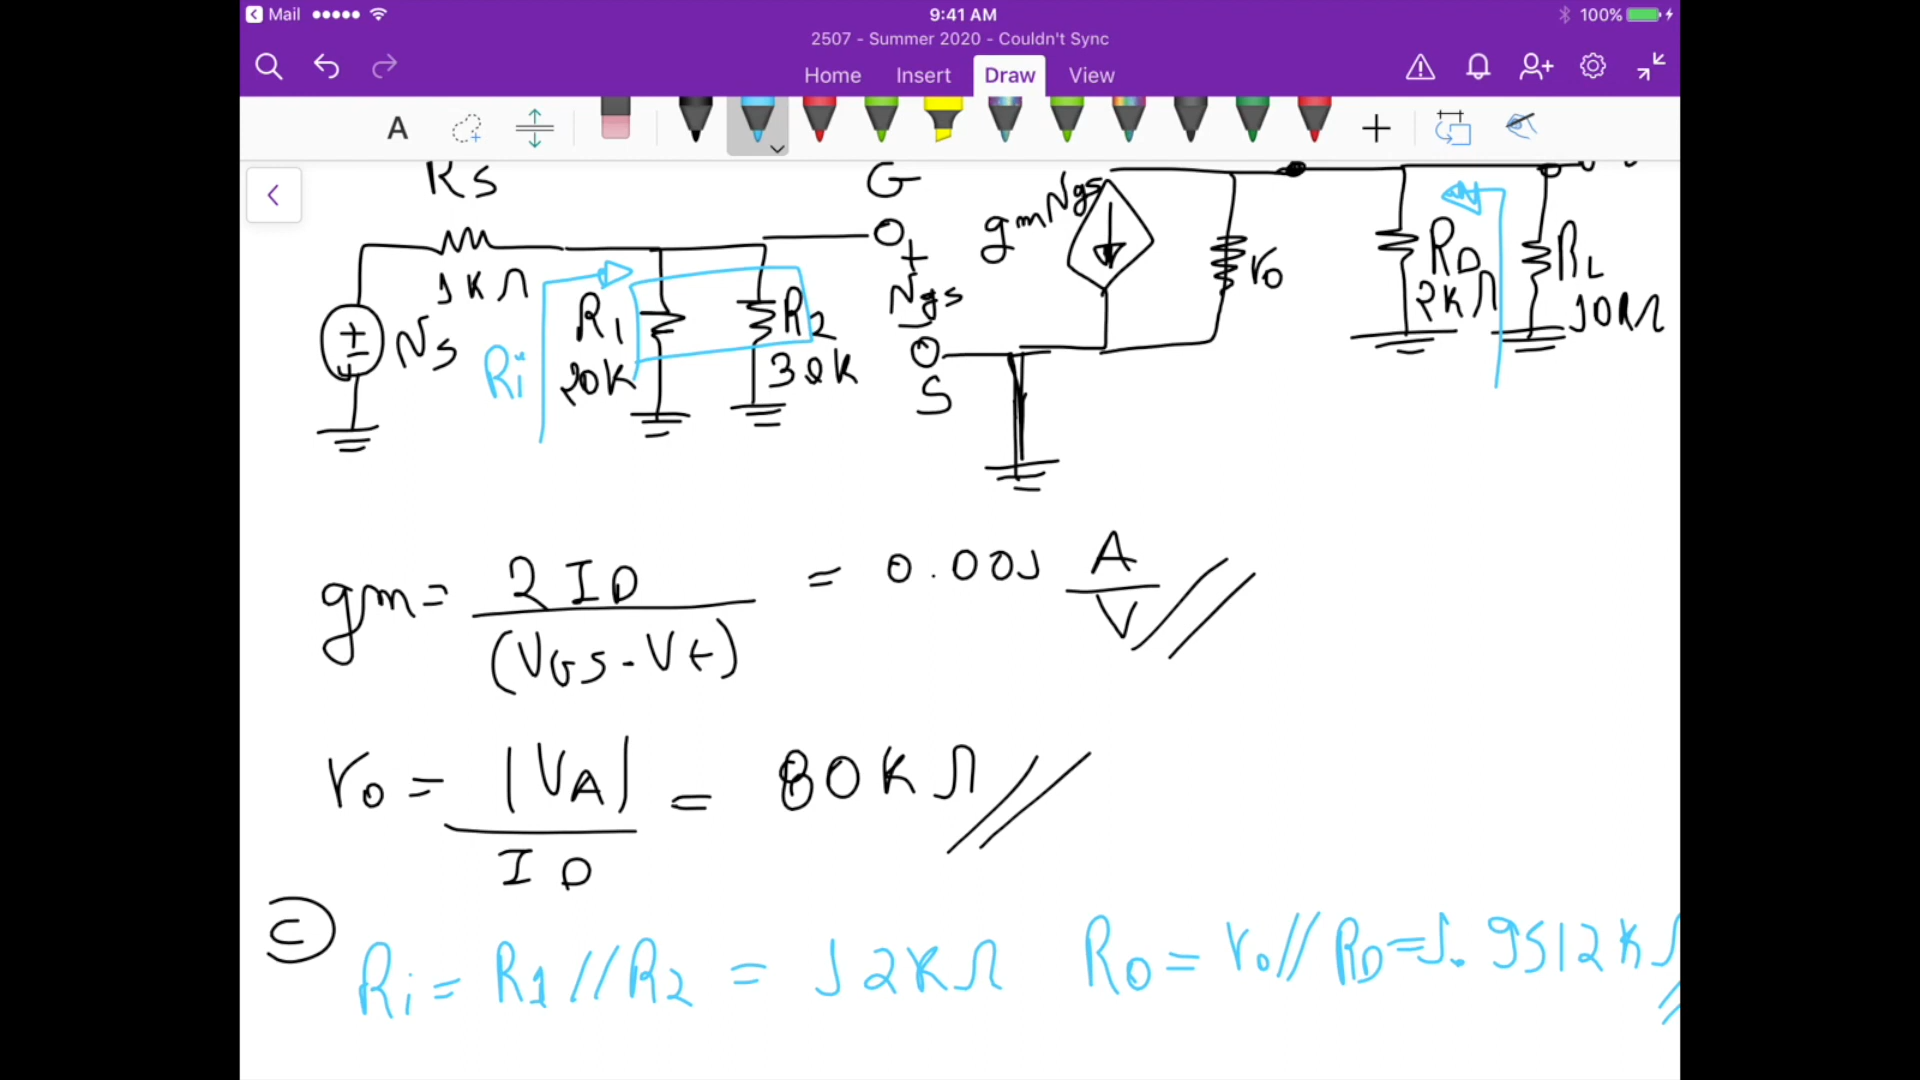 Mail 9:41 AM 100%
2507 - Summer 2020 - Couldn't Sync
Home Insert Draw View
A
Rs G gmVgs
1KΩ + Vgs − ro RD 2KΩ RL 10KΩ
+ − Vs Ri R1 20K R2 30K S
gm = 2ID / (VGS - Vt) = 0.001 A/V //
ro = |VA| / ID = 80KΩ //
C
Ri = R1 // R2 = 12KΩ Ro = ro // RD = 1.9512KΩ //